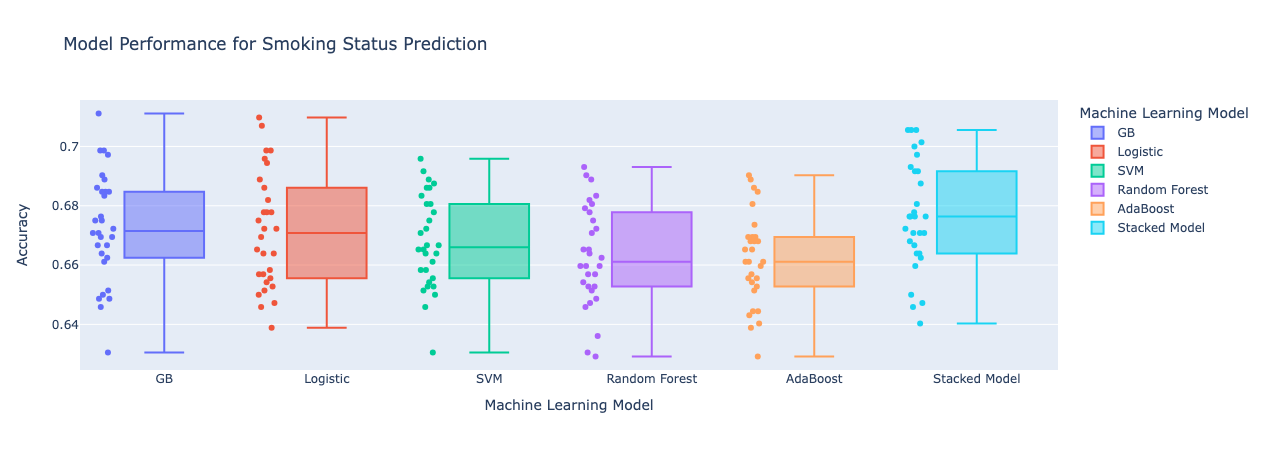 Model Performance for Smoking Status Prediction
Accuracy
0.7
0.68
0.66
0.64
GB
Logistic
SVM
Random Forest
AdaBoost
Stacked Model
Machine Learning Model
Machine Learning Model
GB
Logistic
SVM
Random Forest
AdaBoost
Stacked Model